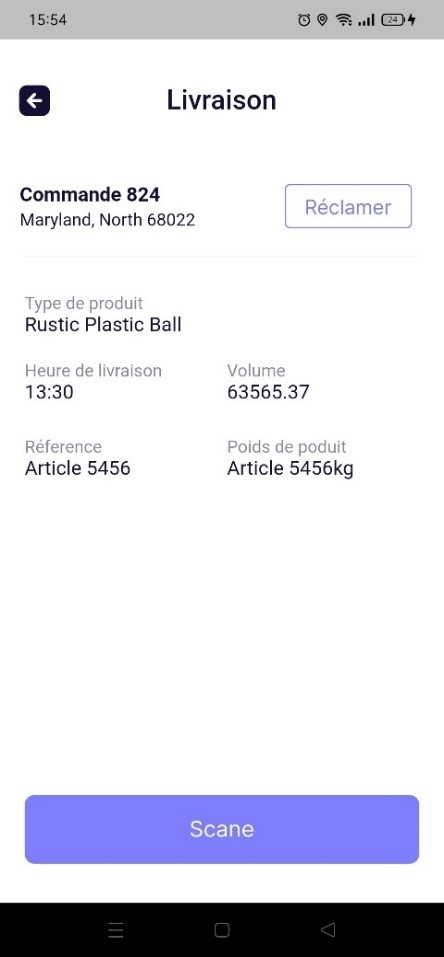 15:54
24
Livraison
Commande 824
Maryland, North 68022
Réclamer
Type de produit
Rustic Plastic Ball
Heure de livraison
13:30
Volume
63565.37
Réference
Article 5456
Poids de poduit
Article 5456kg
Scane